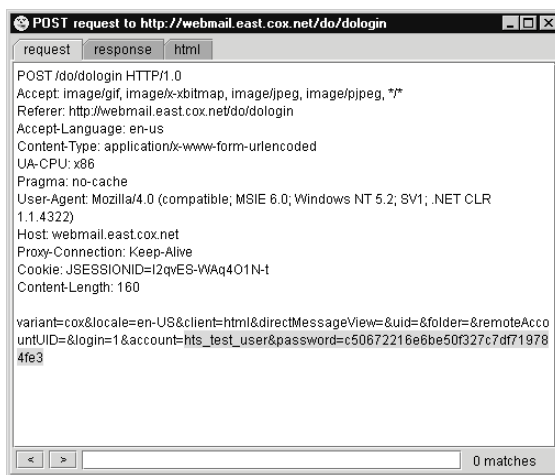 POST request to http://webmail.east.cox.net/do/dologin
request response html
POST /do/dologin HTTP/1.0
Accept: image/gif, image/x-xbitmap, image/jpeg, image/pjpeg, */*
Referer: http://webmail.east.cox.net/do/dologin
Accept-Language: en-us
Content-Type: application/x-www-form-urlencoded
UA-CPU: x86
Pragma: no-cache
User-Agent: Mozilla/4.0 (compatible; MSIE 6.0; Windows NT 5.2; SV1; .NET CLR
1.1.4322)
Host: webmail.east.cox.net
Proxy-Connection: Keep-Alive
Cookie: JSESSIONID=I2qvES-WAq4O1N-t
Content-Length: 160
variant=cox&locale=en-US&client=html&directMessageView=&uid=&folder=&remoteAcco
untUID=&login=1&account=hts_test_user&password=c50672216e6be50f327c7df71978
4fe3
< > 0 matches